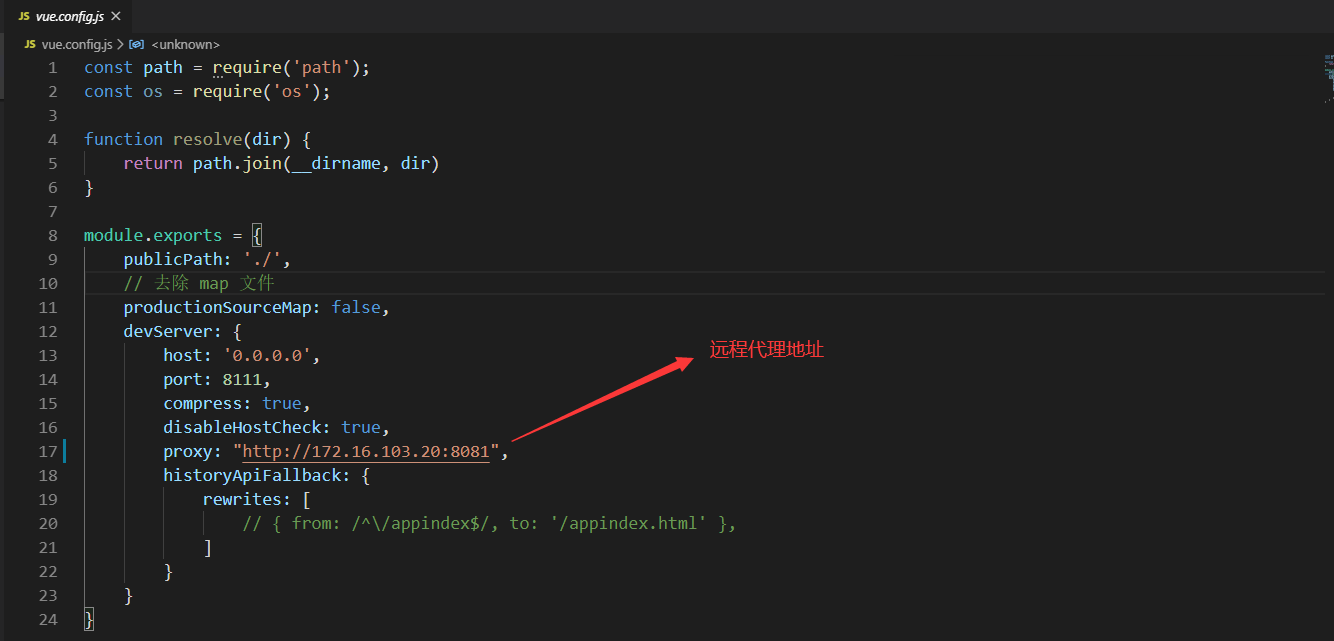 JS vue.config.js ×
JS vue.config.js > <unknown>
1 const path = require('path');
2 const os = require('os');
3
4 function resolve(dir) {
5     return path.join(__dirname, dir)
6 }
7
8 module.exports = {
9     publicPath: './',
10     // 去除 map 文件
11     productionSourceMap: false,
12     devServer: {
13         host: '0.0.0.0',
远程代理地址
14         port: 8111,
15         compress: true,
16         disableHostCheck: true,
17         proxy: "http://172.16.103.20:8081",
18         historyApiFallback: {
19             rewrites: [
20                 // { from: /^\/appindex$/, to: '/appindex.html' },
21             ]
22         }
23     }
24 }